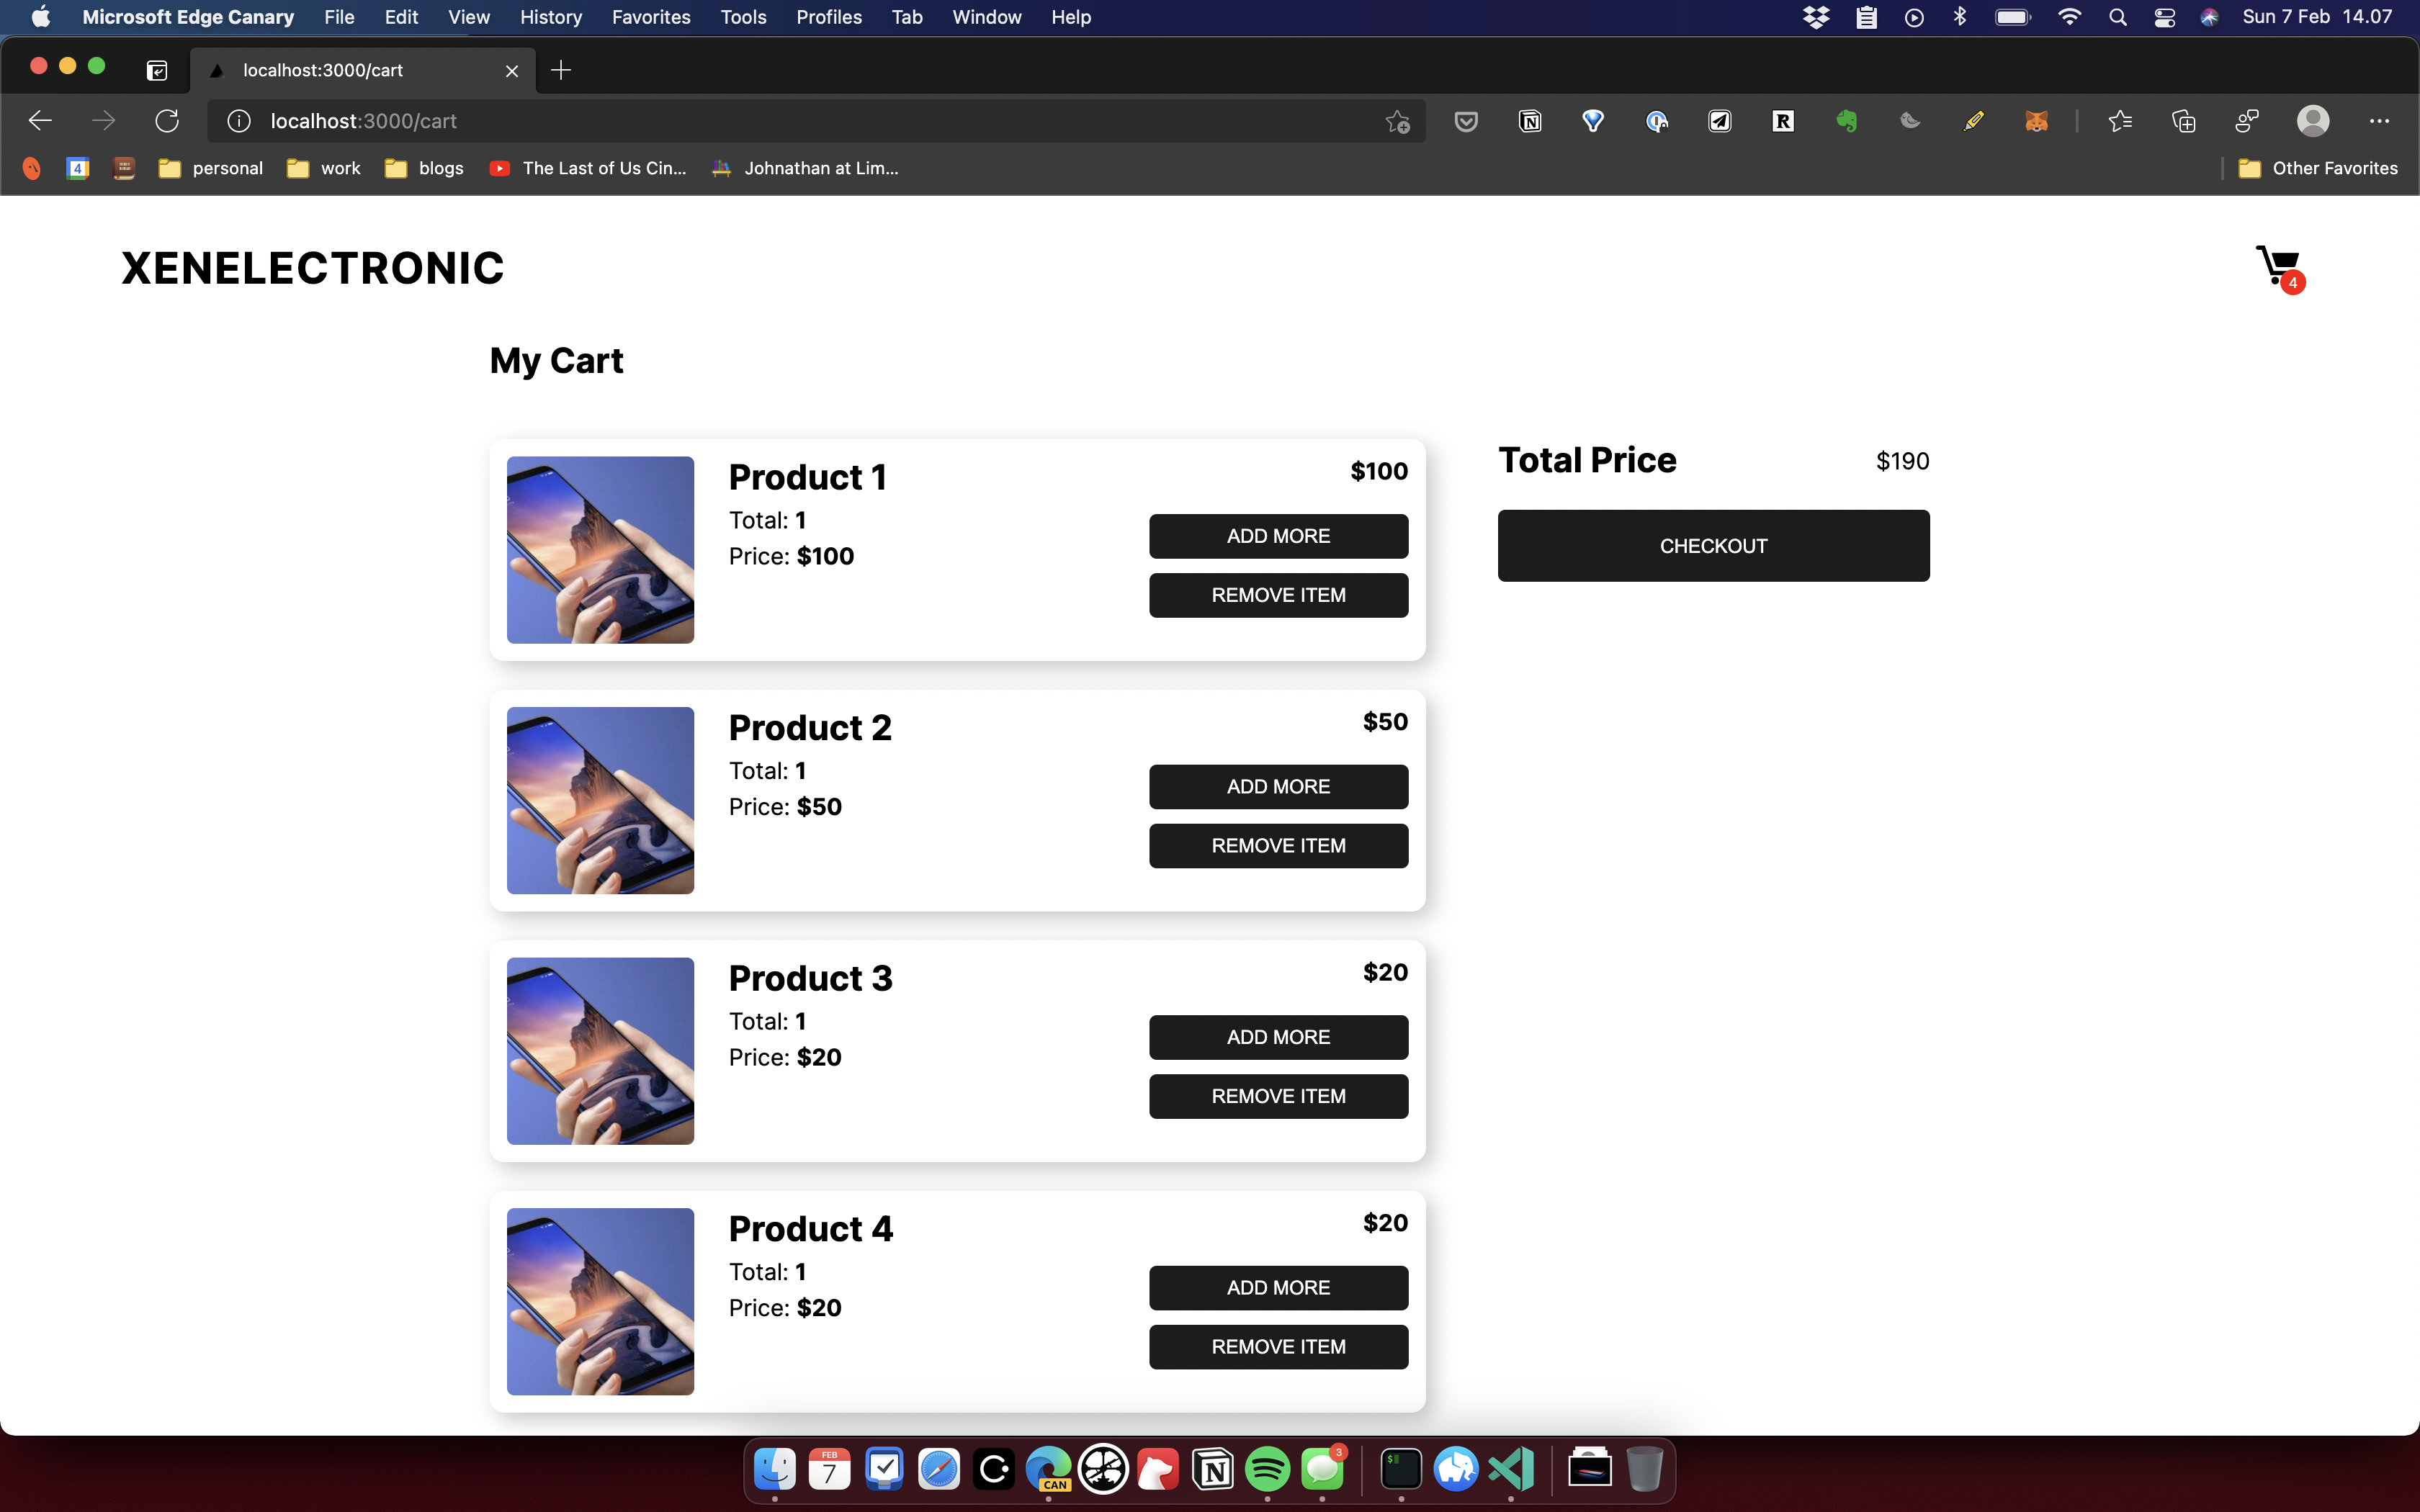 Microsoft Edge Canary File Edit View History Favorites Tools Profiles Tab Window Help Sun 7 Feb 14.07
localhost:3000/cart
localhost:3000/cart
4 personal work blogs The Last of Us Cin... Johnathan at Lim... Other Favorites
XENELECTRONIC
4
My Cart
Product 1
$100
Total: 1
Price: $100
ADD MORE
REMOVE ITEM
Total Price $190
CHECKOUT
Product 2
$50
Total: 1
Price: $50
ADD MORE
REMOVE ITEM
Product 3
$20
Total: 1
Price: $20
ADD MORE
REMOVE ITEM
Product 4
$20
Total: 1
Price: $20
ADD MORE
REMOVE ITEM
FEB
7
CAN
3